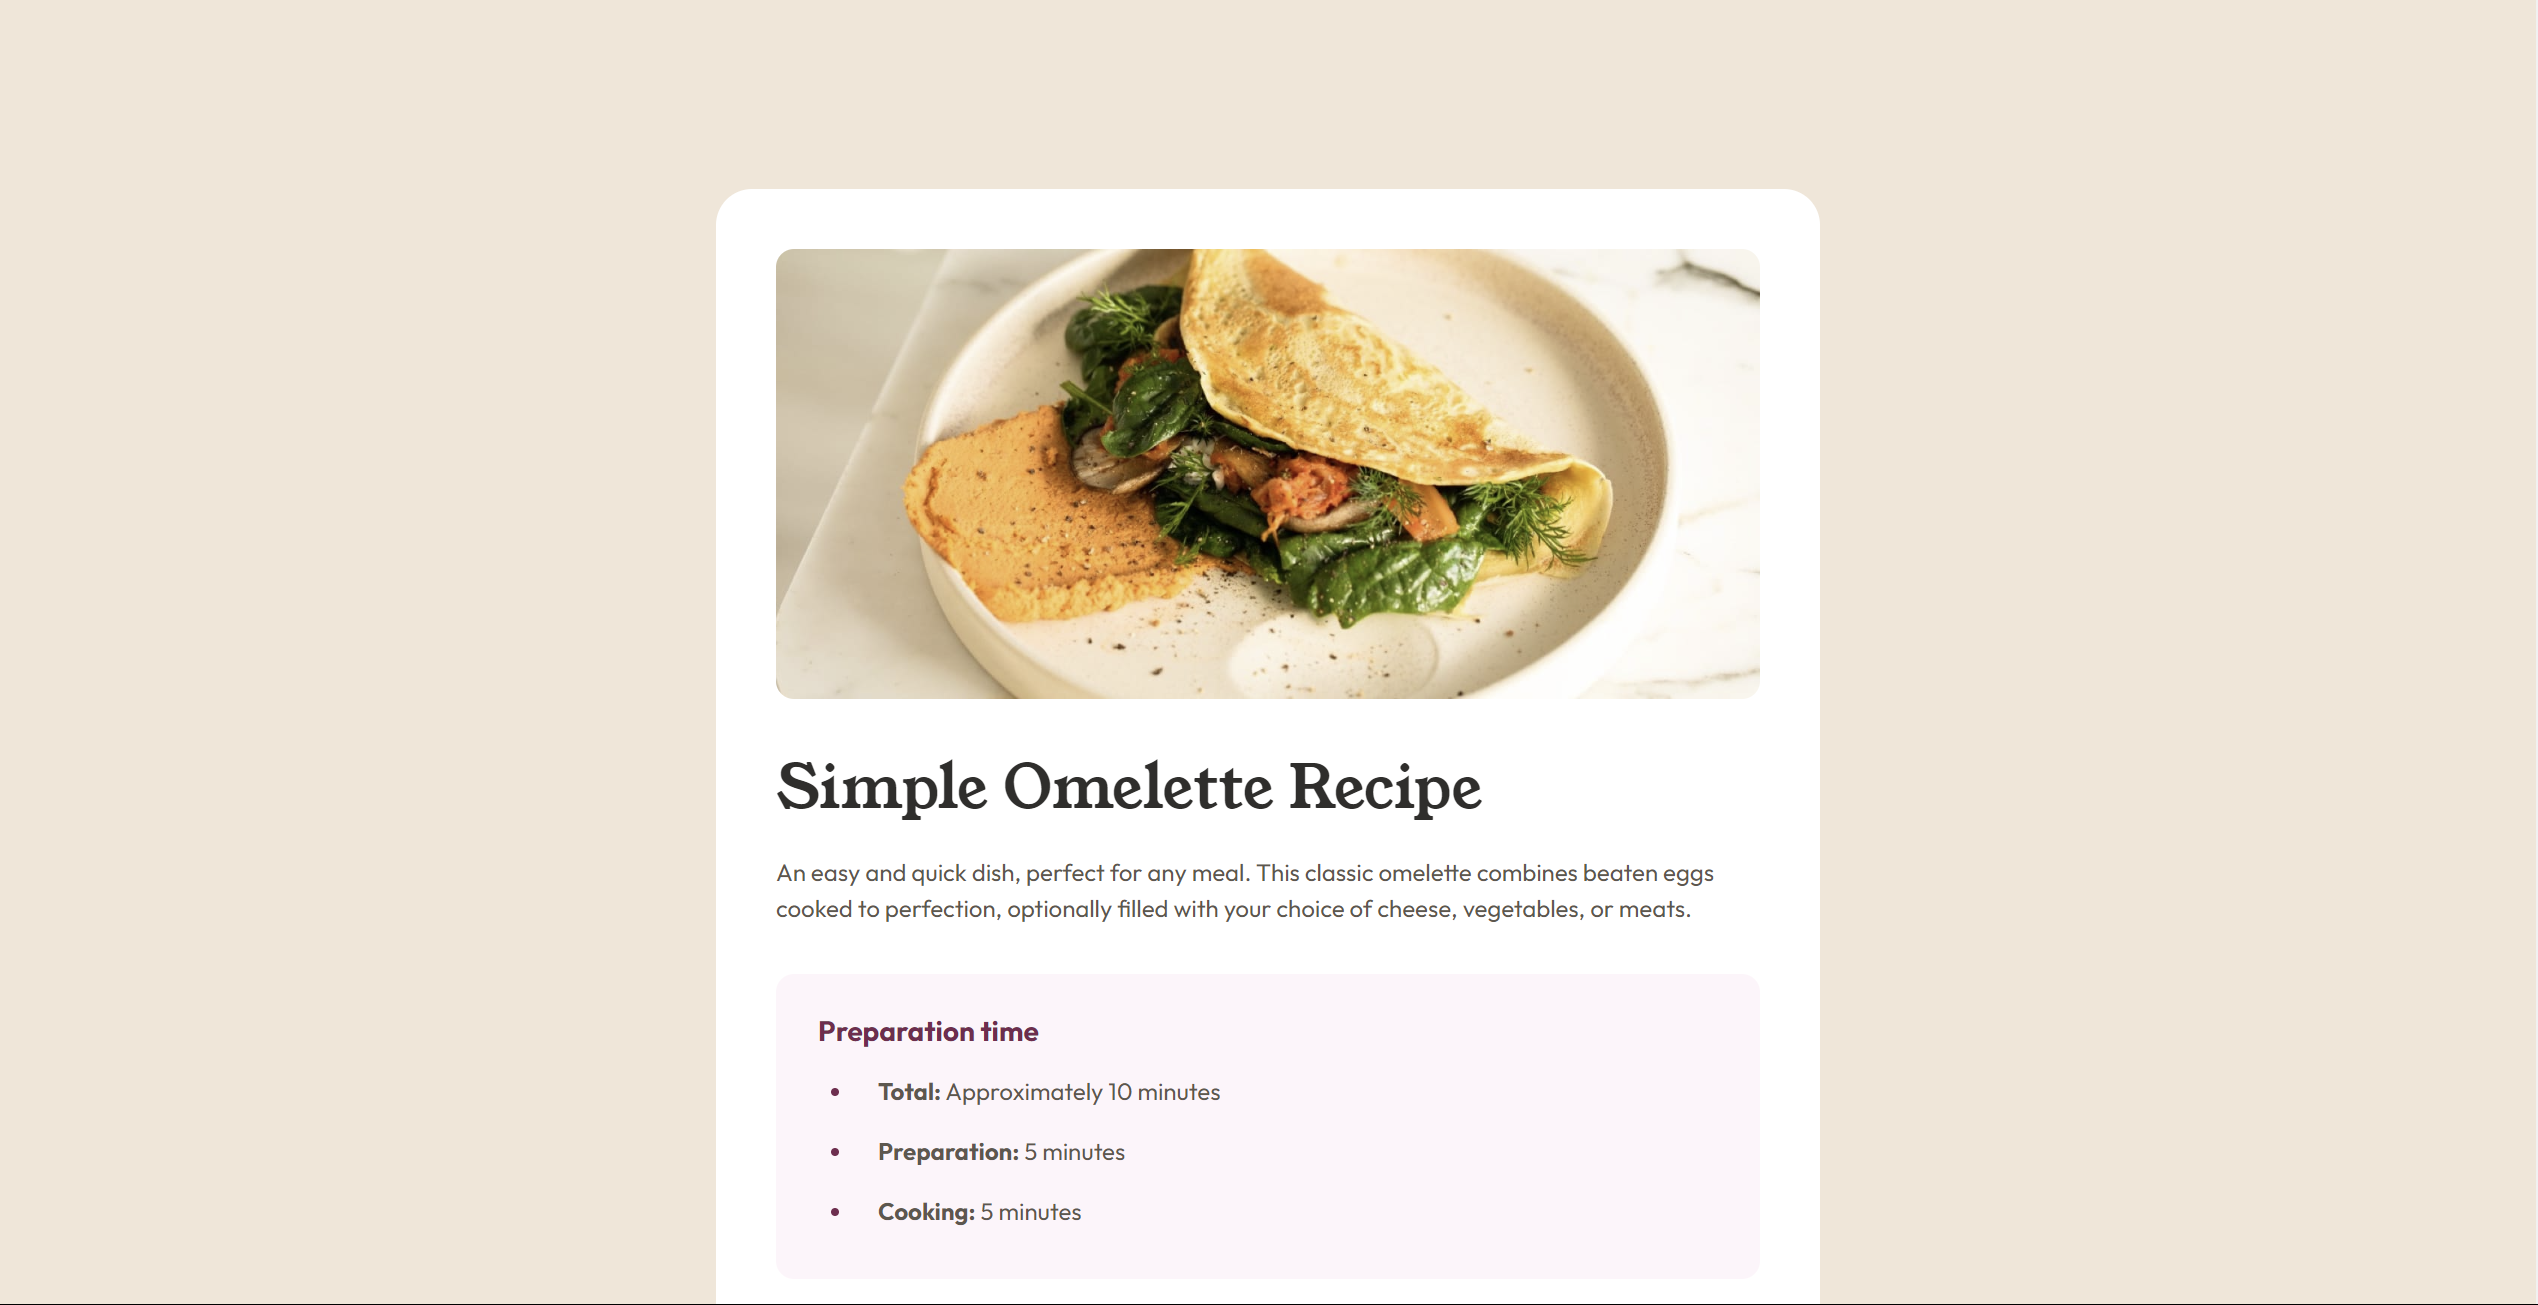 Simple Omelette Recipe
An easy and quick dish, perfect for any meal. This classic omelette combines beaten eggs
cooked to perfection, optionally filled with your choice of cheese, vegetables, or meats.
Preparation time
• Total: Approximately 10 minutes
• Preparation: 5 minutes
• Cooking: 5 minutes